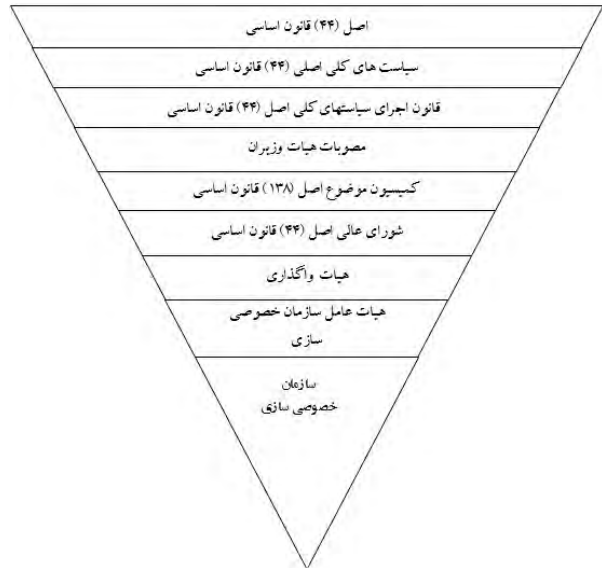 اصل (۴۴) قانون اساسی
سیاست های کلی اصلی (۴۴) قانون اساسی
قانون اجرای سیاستهای کلی اصل (۴۴) قانون اساسی
مصوبات هیات وزیران
کمیسیون موضوع اصل (۱۳۸) قانون اساسی
شورای عالی اصل (۴۴) قانون اساسی
هیات واگذاری
هیات عامل سازمان خصوصی
سازی
سازمان
خصوصی سازی